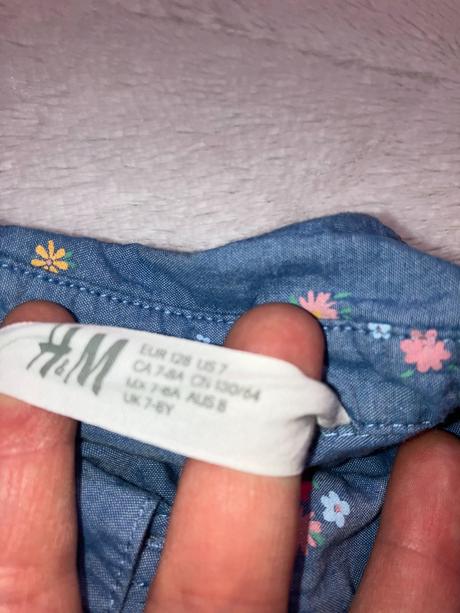 H&M
EUR 128 US 7
CA 7-8A CN 130/64
MX 7-8A AUS 8
UK 7-8Y